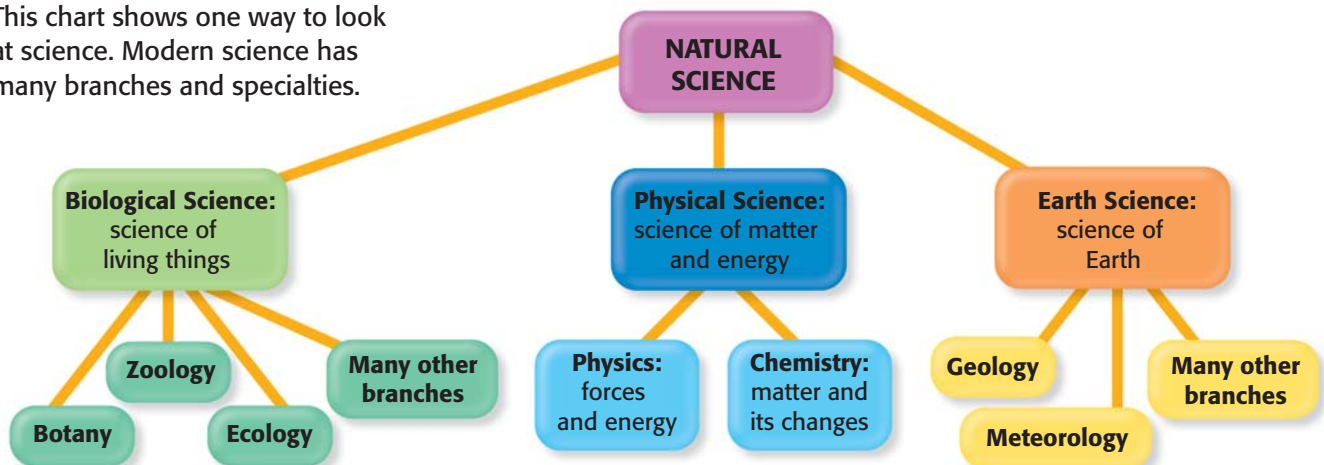 This chart shows one way to look
at science. Modern science has
many branches and specialties.
NATURAL
SCIENCE
Biological Science:
science of
living things
Physical Science:
science of matter
and energy
Earth Science:
science of
Earth
Botany
Zoology
Ecology
Many other
branches
Physics:
forces
and energy
Chemistry:
matter and
its changes
Geology
Meteorology
Many other
branches